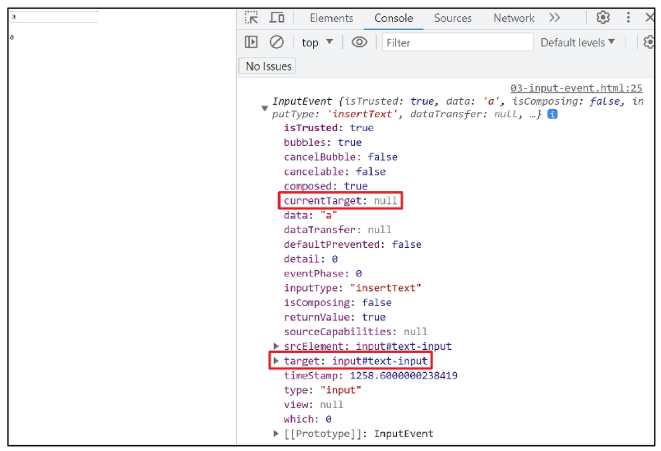 a
a
Elements Console Sources Network
top Filter Default levels
No Issues
03-input-event.html:25
InputEvent {isTrusted: true, data: 'a', isComposing: false, in
putType: 'insertText', dataTransfer: null, …} i
isTrusted: true
bubbles: true
cancelBubble: false
cancelable: false
composed: true
currentTarget: null
data: "a"
dataTransfer: null
defaultPrevented: false
detail: 0
eventPhase: 0
inputType: "insertText"
isComposing: false
returnValue: true
sourceCapabilities: null
srcElement: input#text-input
target: input#text-input
timeStamp: 1258.6000000238419
type: "input"
view: null
which: 0
[[Prototype]]: InputEvent